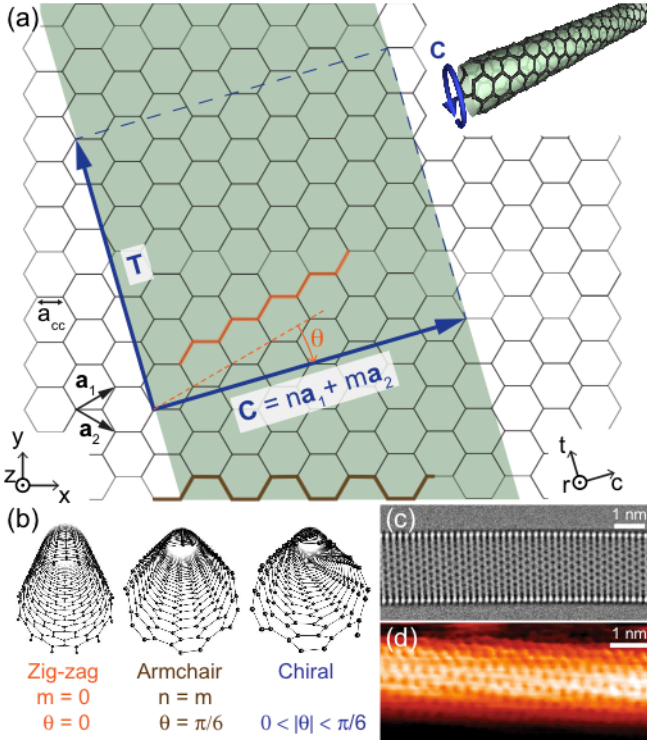 (a)
C
T
a_cc
θ
a₁
a₂
C = na₁ + ma₂
y
z
x
t
r
c
(b)
(c)
1 nm
Zig-zag
Armchair
Chiral
m = 0
n = m
θ = 0
θ = π/6
0 < |θ| < π/6
(d)
1 nm